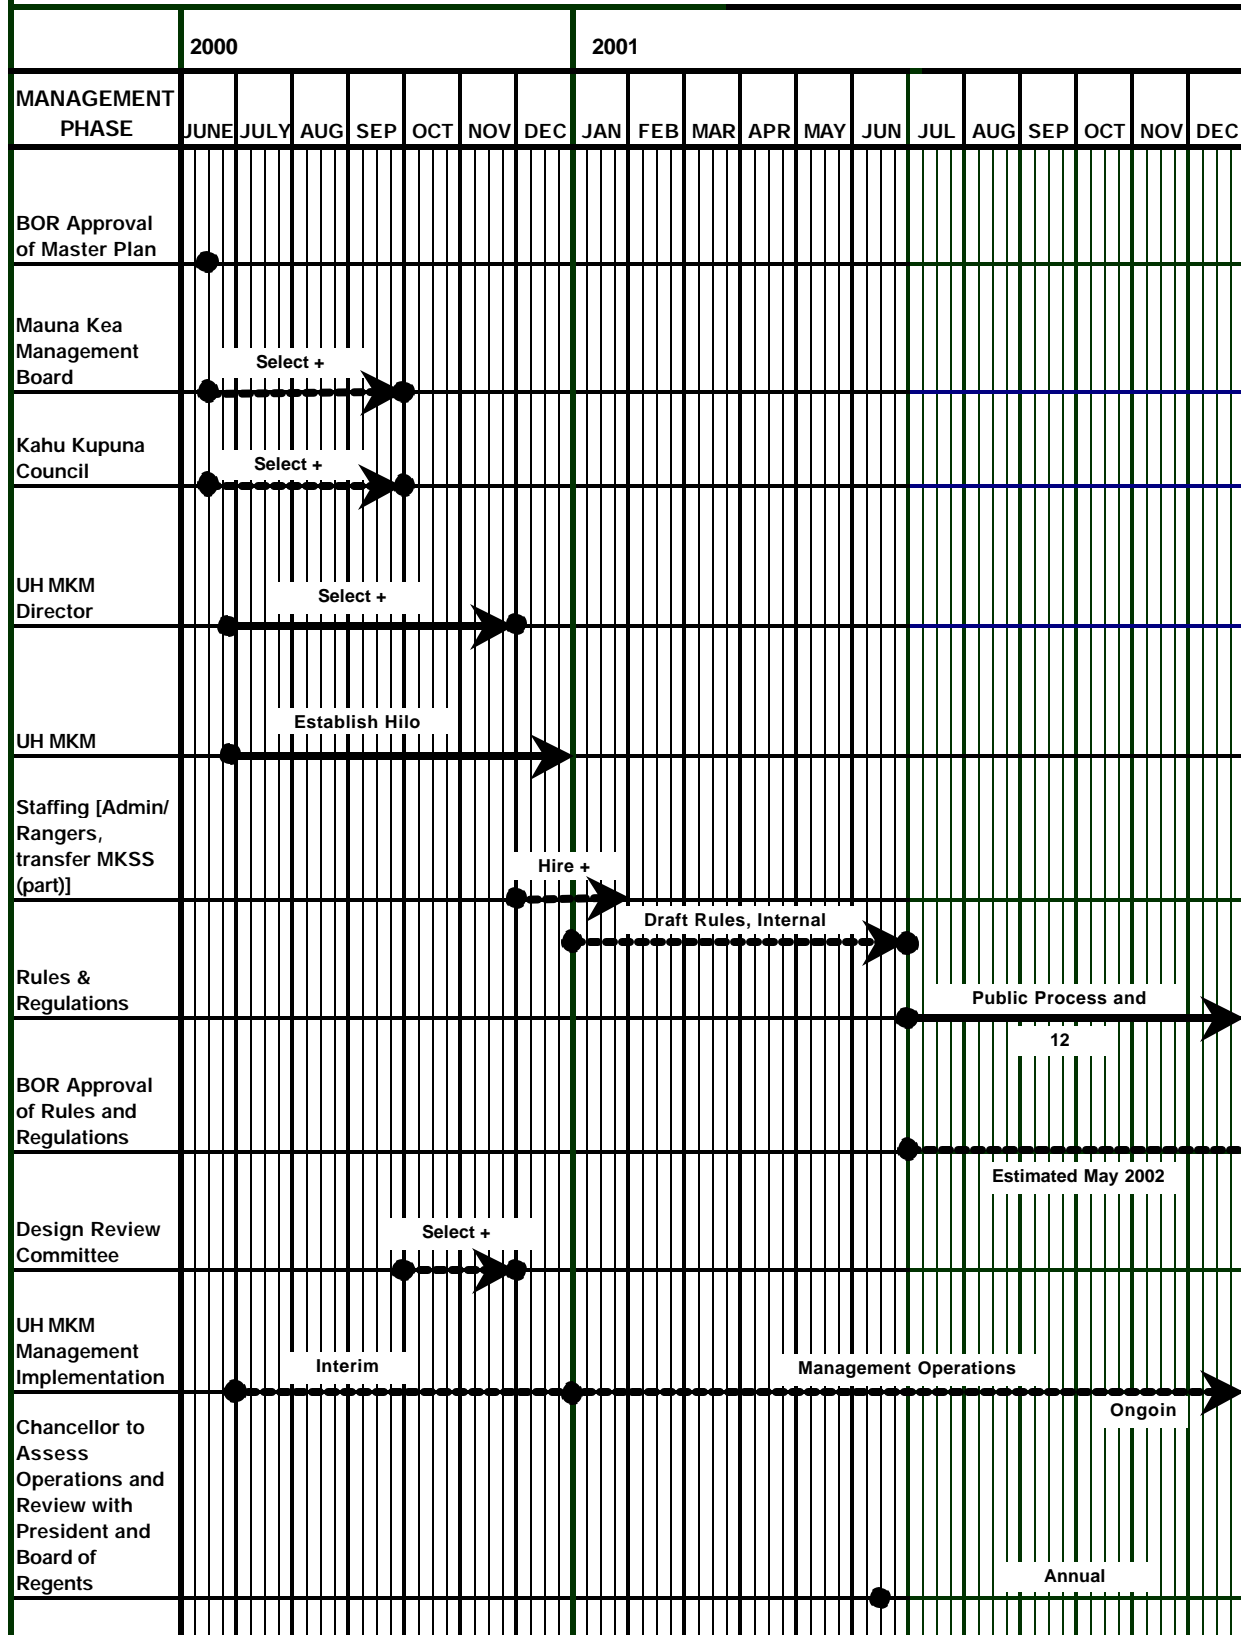 2000 2001
MANAGEMENT
PHASE
JUNE JULY AUG SEP OCT NOV DEC JAN FEB MAR APR MAY JUN JUL AUG SEP OCT NOV DEC
BOR Approval
of Master Plan
Mauna Kea
Management
Board
Select +
Kahu Kupuna
Council
Select +
UH MKM
Director
Select +
Establish Hilo
UH MKM
Staffing [Admin/
Rangers,
transfer MKSS
(part)]
Hire +
Draft Rules, Internal
Rules &
Regulations
Public Process and
12
BOR Approval
of Rules and
Regulations
Estimated May 2002
Design Review
Committee
Select +
UH MKM
Management
Implementation
Interim
Management Operations
Ongoin
Chancellor to
Assess
Operations and
Review with
President and
Board of
Regents
Annual